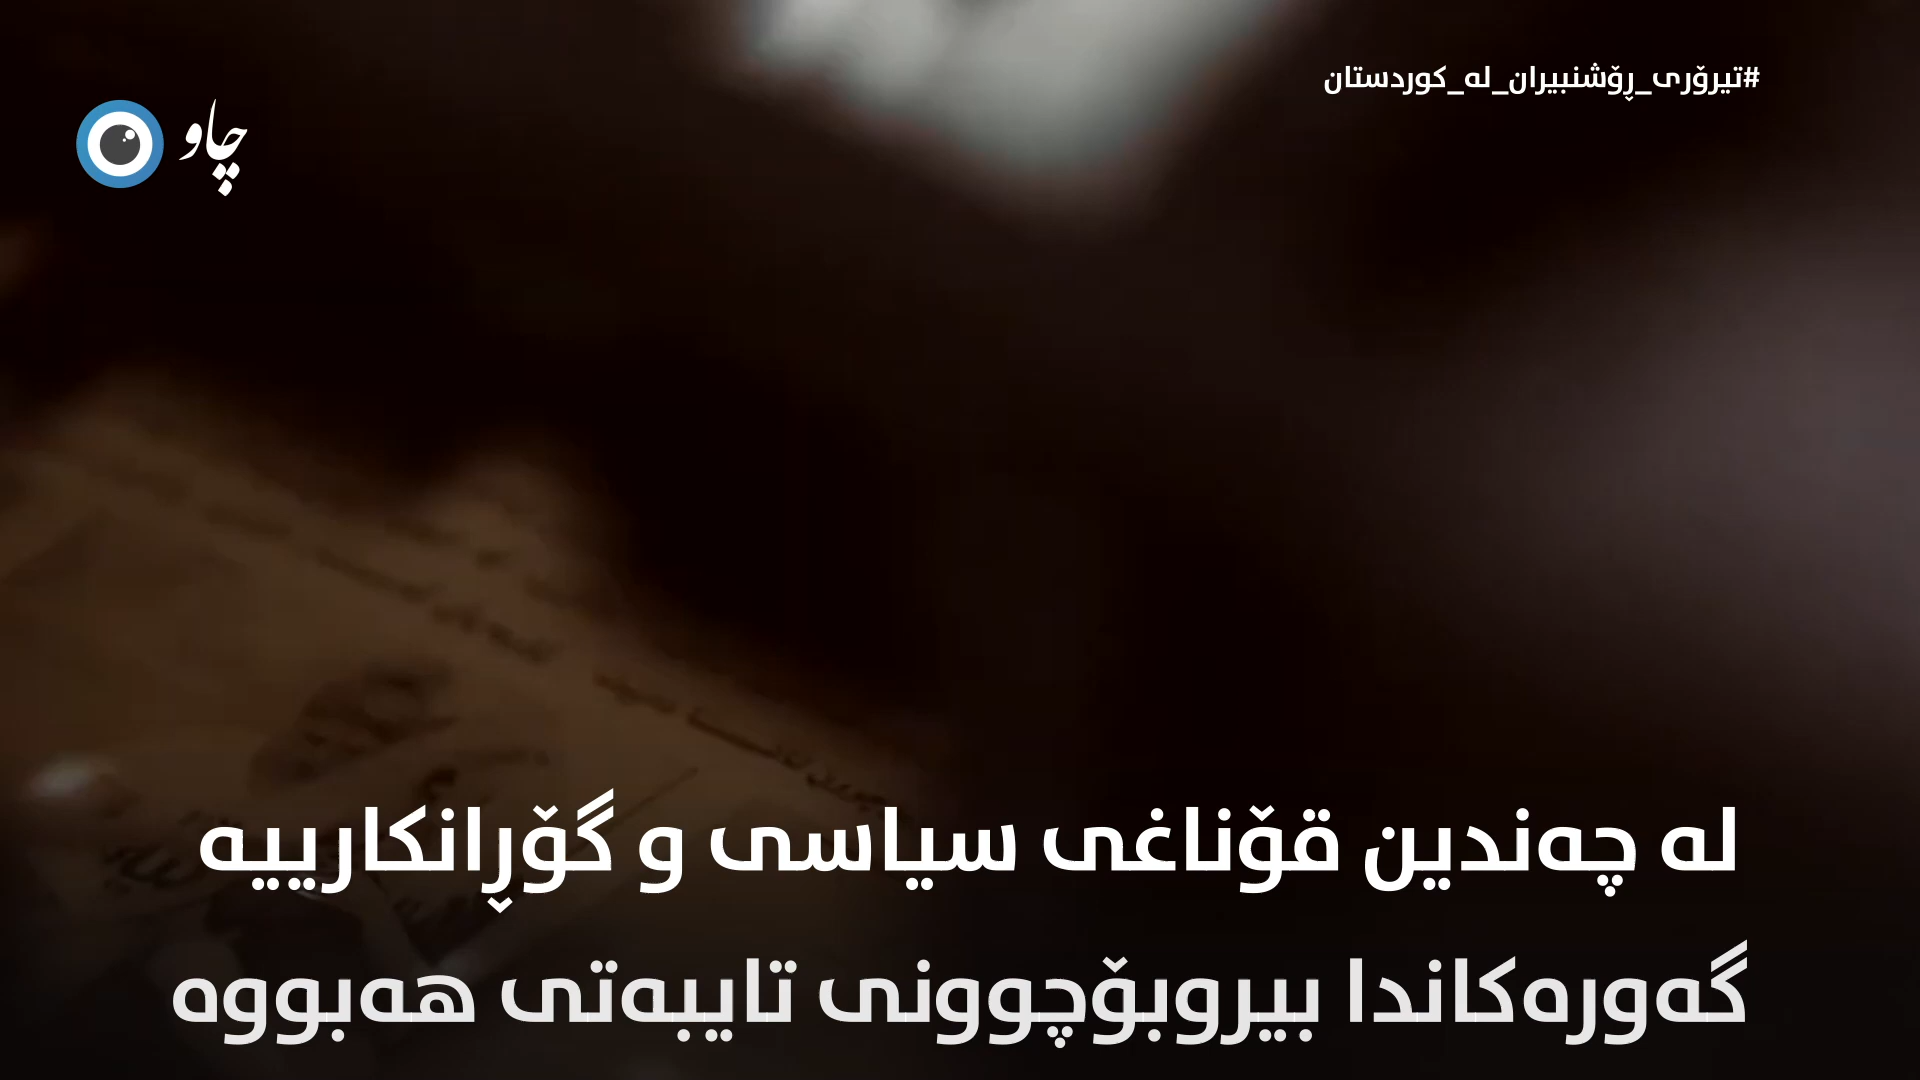 #تیرۆری_ڕۆشنبیران_لە_کوردستان
چاو
لە چەندین قۆناغی سیاسی و گۆڕانکارییە
گەورەکاندا بیروبۆچوونی تایبەتی هەبووە